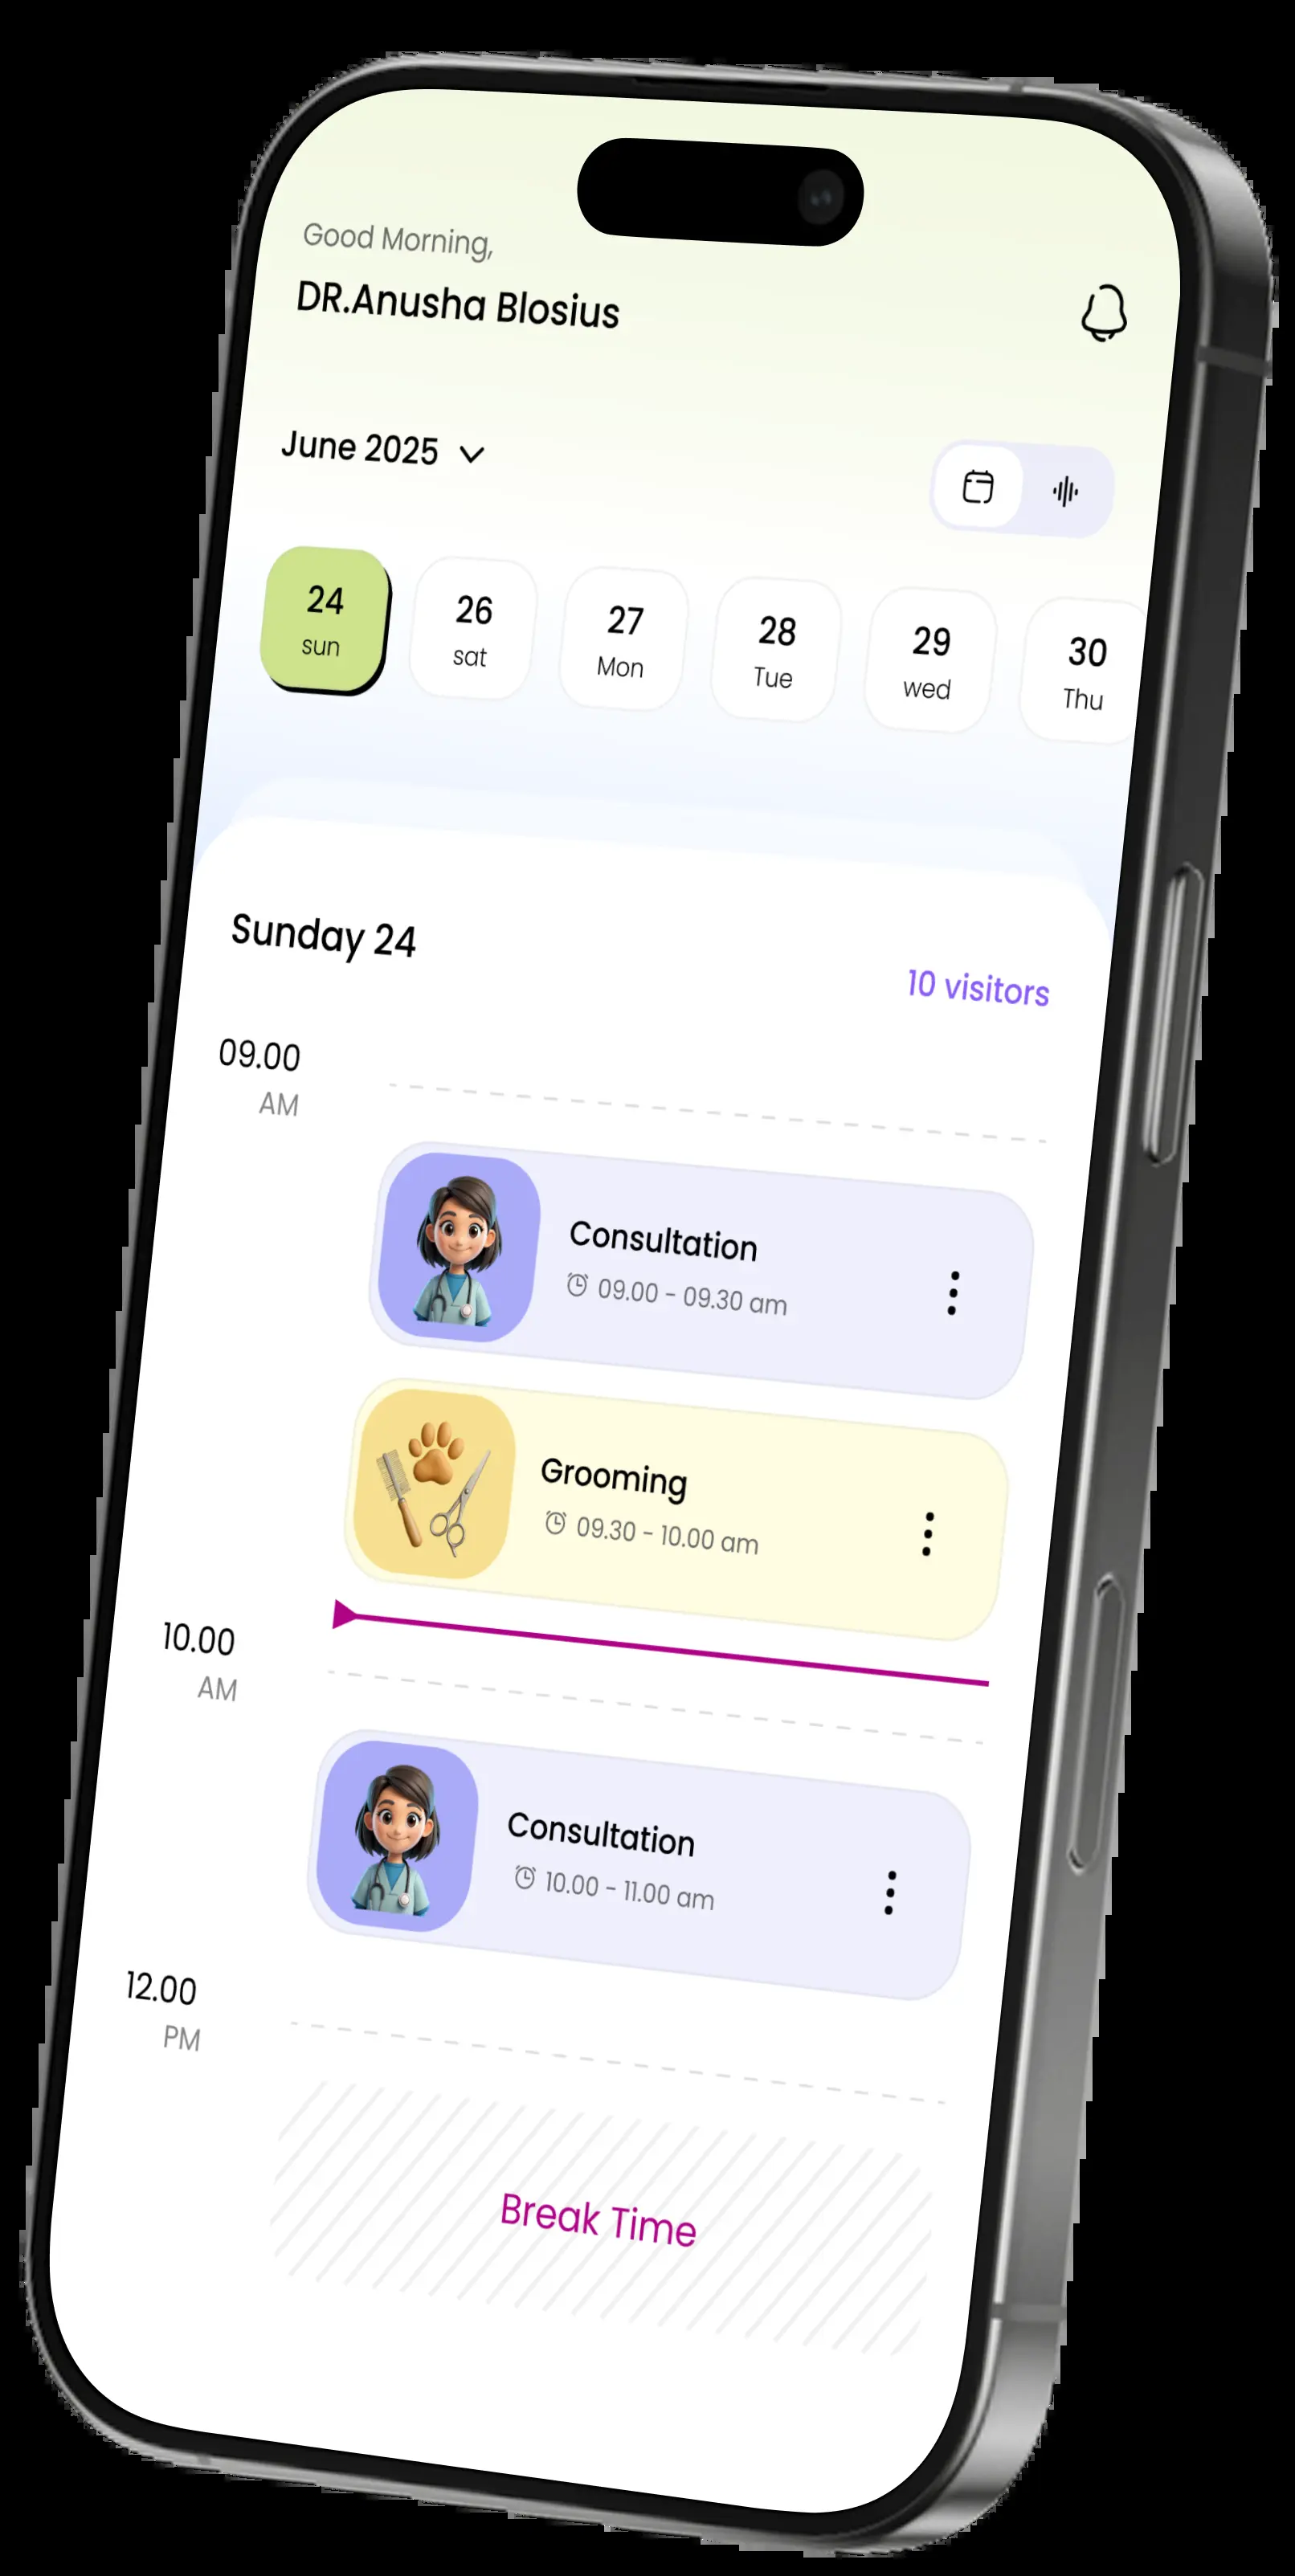 Good Morning,
DR.Anusha Blosius
June 2025
24 26 27 28 29 30
sun sat Mon Tue wed Thu
Sunday 24
10 visitors
09.00
AM
Consultation
09.00 - 09.30 am
Grooming
09.30 - 10.00 am
10.00
AM
Consultation
10.00 - 11.00 am
12.00
PM
Break Time